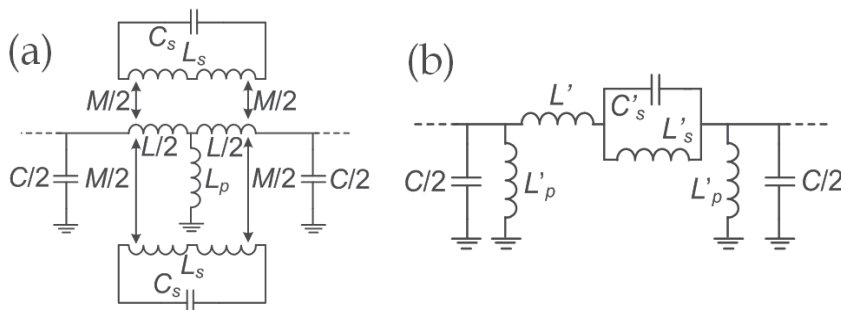 (a)
C_s
L_s
M/2 M/2
L/2 L/2
C/2 M/2 L_p M/2 C/2
L_s
C_s
(b)
L'
C'_s
L'_s
C/2 L'_p L'_p C/2